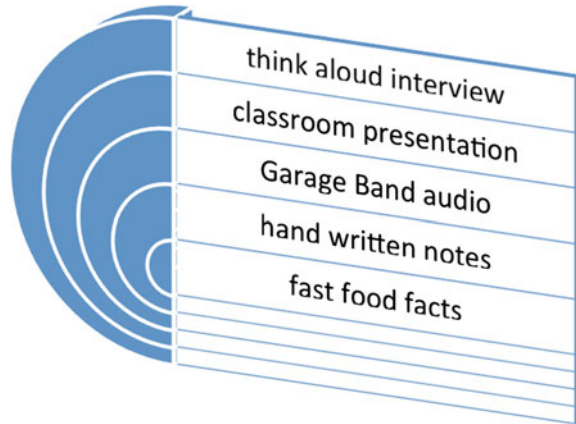 think aloud interview
classroom presentation
Garage Band audio
hand written notes
fast food facts